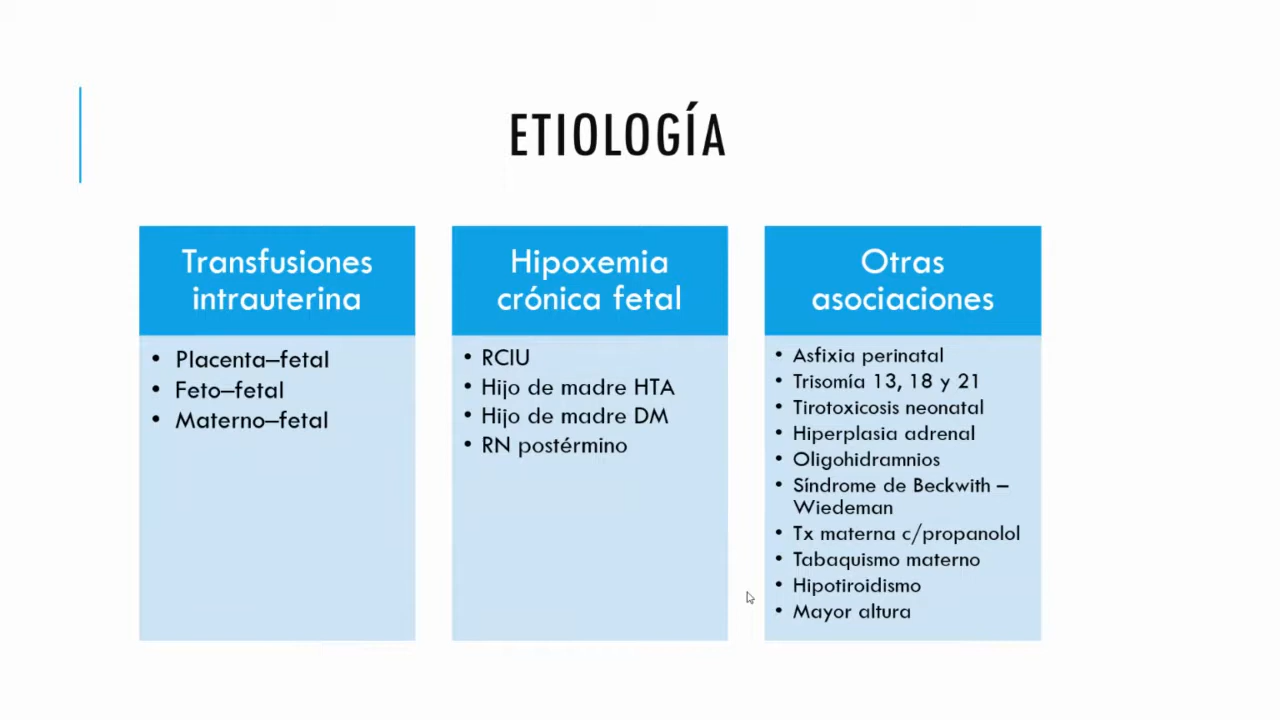 ETIOLOGÍA
Transfusiones
intrauterina
• Placenta–fetal
• Feto–fetal
• Materno–fetal
Hipoxemia
crónica fetal
• RCIU
• Hijo de madre HTA
• Hijo de madre DM
• RN postérmino
Otras
asociaciones
• Asfixia perinatal
• Trisomía 13, 18 y 21
• Tirotoxicosis neonatal
• Hiperplasia adrenal
• Oligohidramnios
• Síndrome de Beckwith –
Wiedeman
• Tx materna c/propanolol
• Tabaquismo materno
• Hipotiroidismo
• Mayor altura